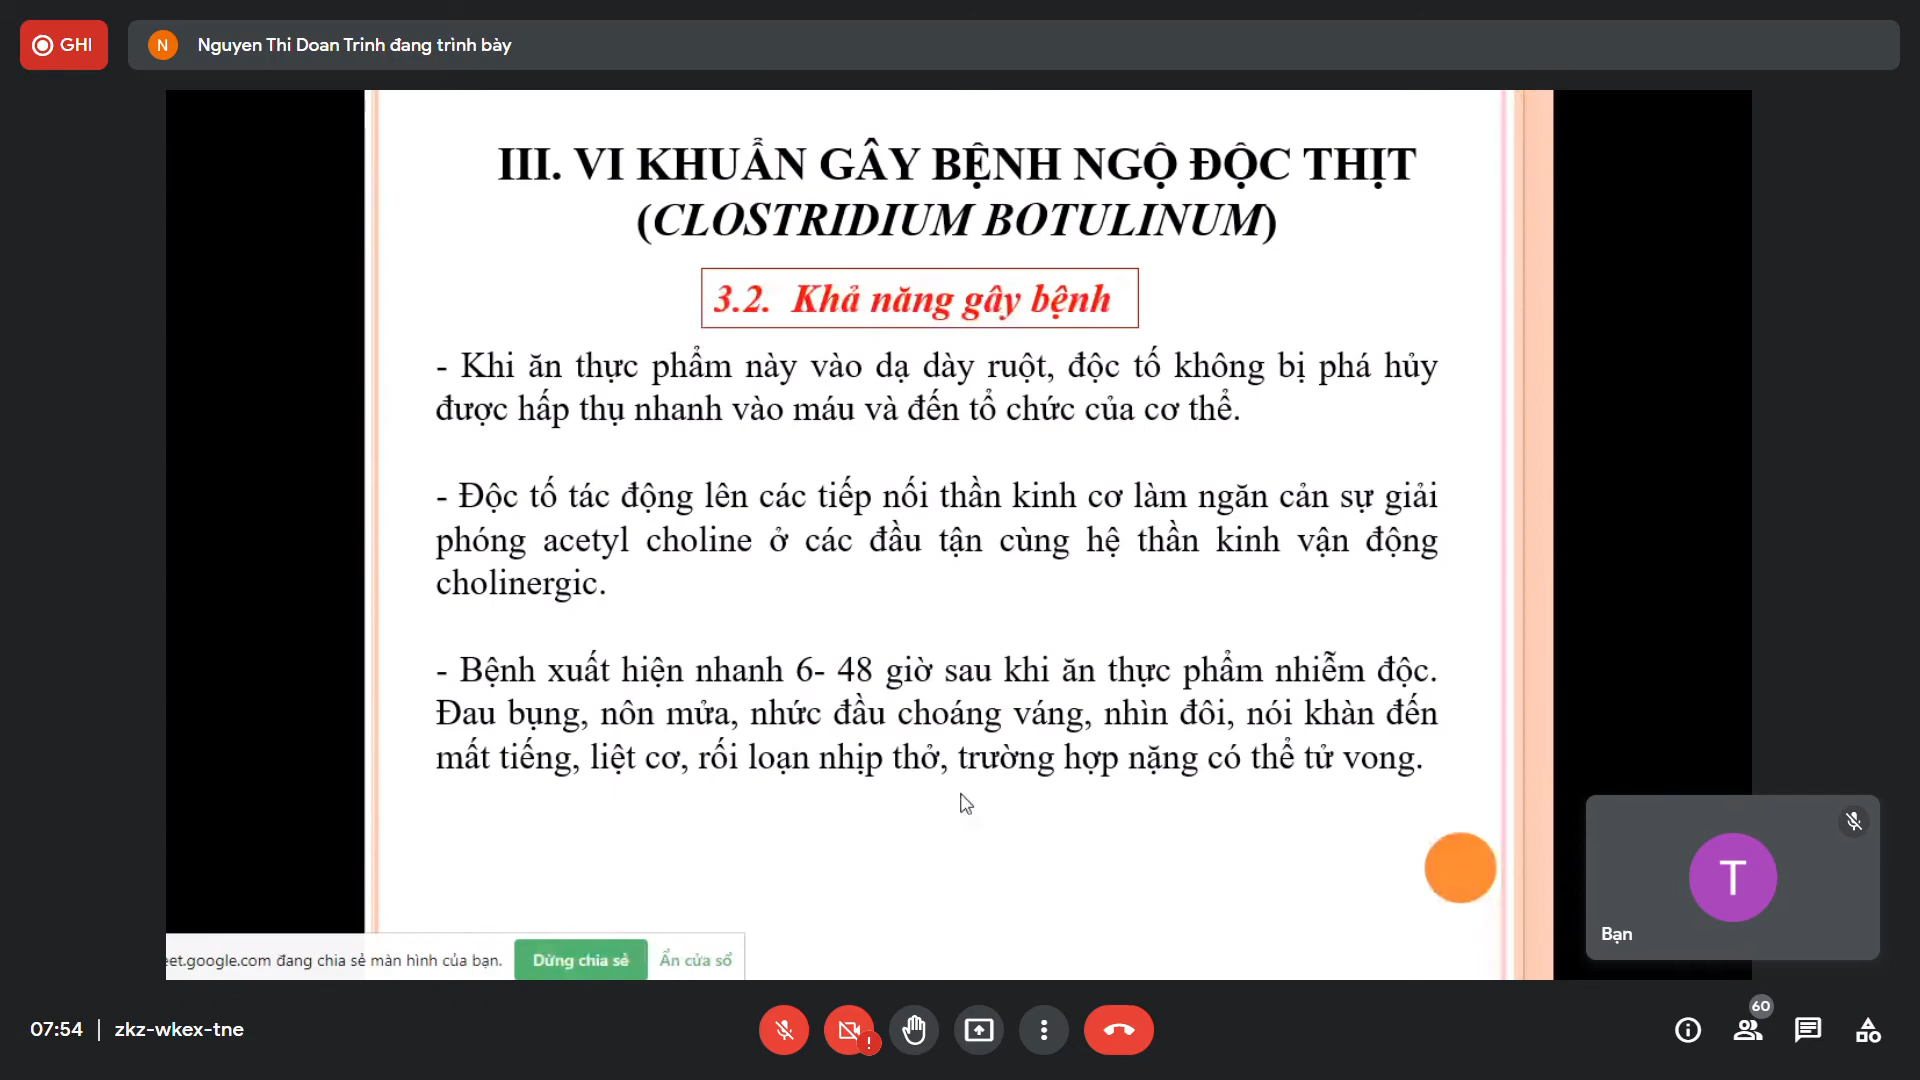 GHI
N
Nguyen Thi Doan Trinh đang trình bày
III. VI KHUẨN GÂY BỆNH NGỘ ĐỘC THỊT
(CLOSTRIDIUM BOTULINUM)
3.2. Khả năng gây bệnh
- Khi ăn thực phẩm này vào dạ dày ruột, độc tố không bị phá hủy
được hấp thụ nhanh vào máu và đến tổ chức của cơ thể.
- Độc tố tác động lên các tiếp nối thần kinh cơ làm ngăn cản sự giải
phóng acetyl choline ở các đầu tận cùng hệ thần kinh vận động
cholinergic.
- Bệnh xuất hiện nhanh 6- 48 giờ sau khi ăn thực phẩm nhiễm độc.
Đau bụng, nôn mửa, nhức đầu choáng váng, nhìn đôi, nói khàn đến
mất tiếng, liệt cơ, rối loạn nhịp thở, trường hợp nặng có thể tử vong.
T
Bạn
eet.google.com đang chia sẻ màn hình của bạn.
Dừng chia sẻ
Ẩn cửa sổ
07:54 | zkz-wkex-tne
60